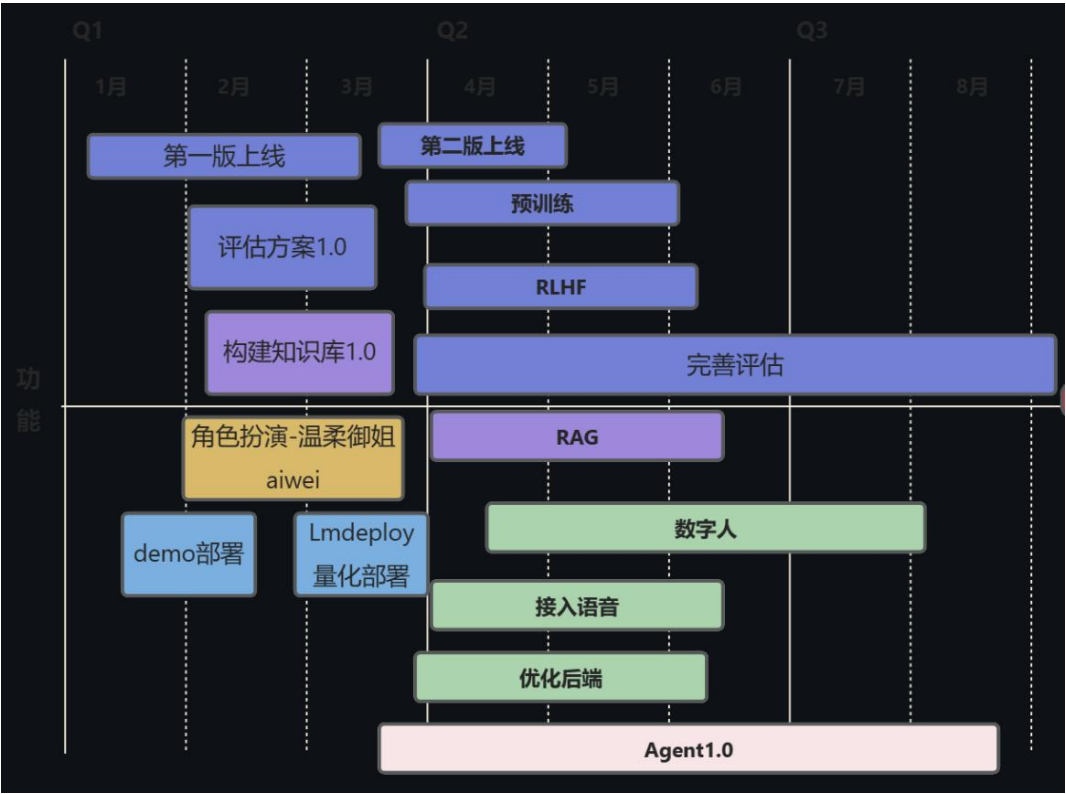 Q1
Q2
Q3
1月
2月
3月
4月
5月
6月
7月
8月
第一版上线
第二版上线
预训练
评估方案1.0
RLHF
构建知识库1.0
完善评估
功
能
角色扮演-温柔御姐
aiwei
RAG
demo部署
Lmdeploy
量化部署
数字人
接入语音
优化后端
Agent1.0